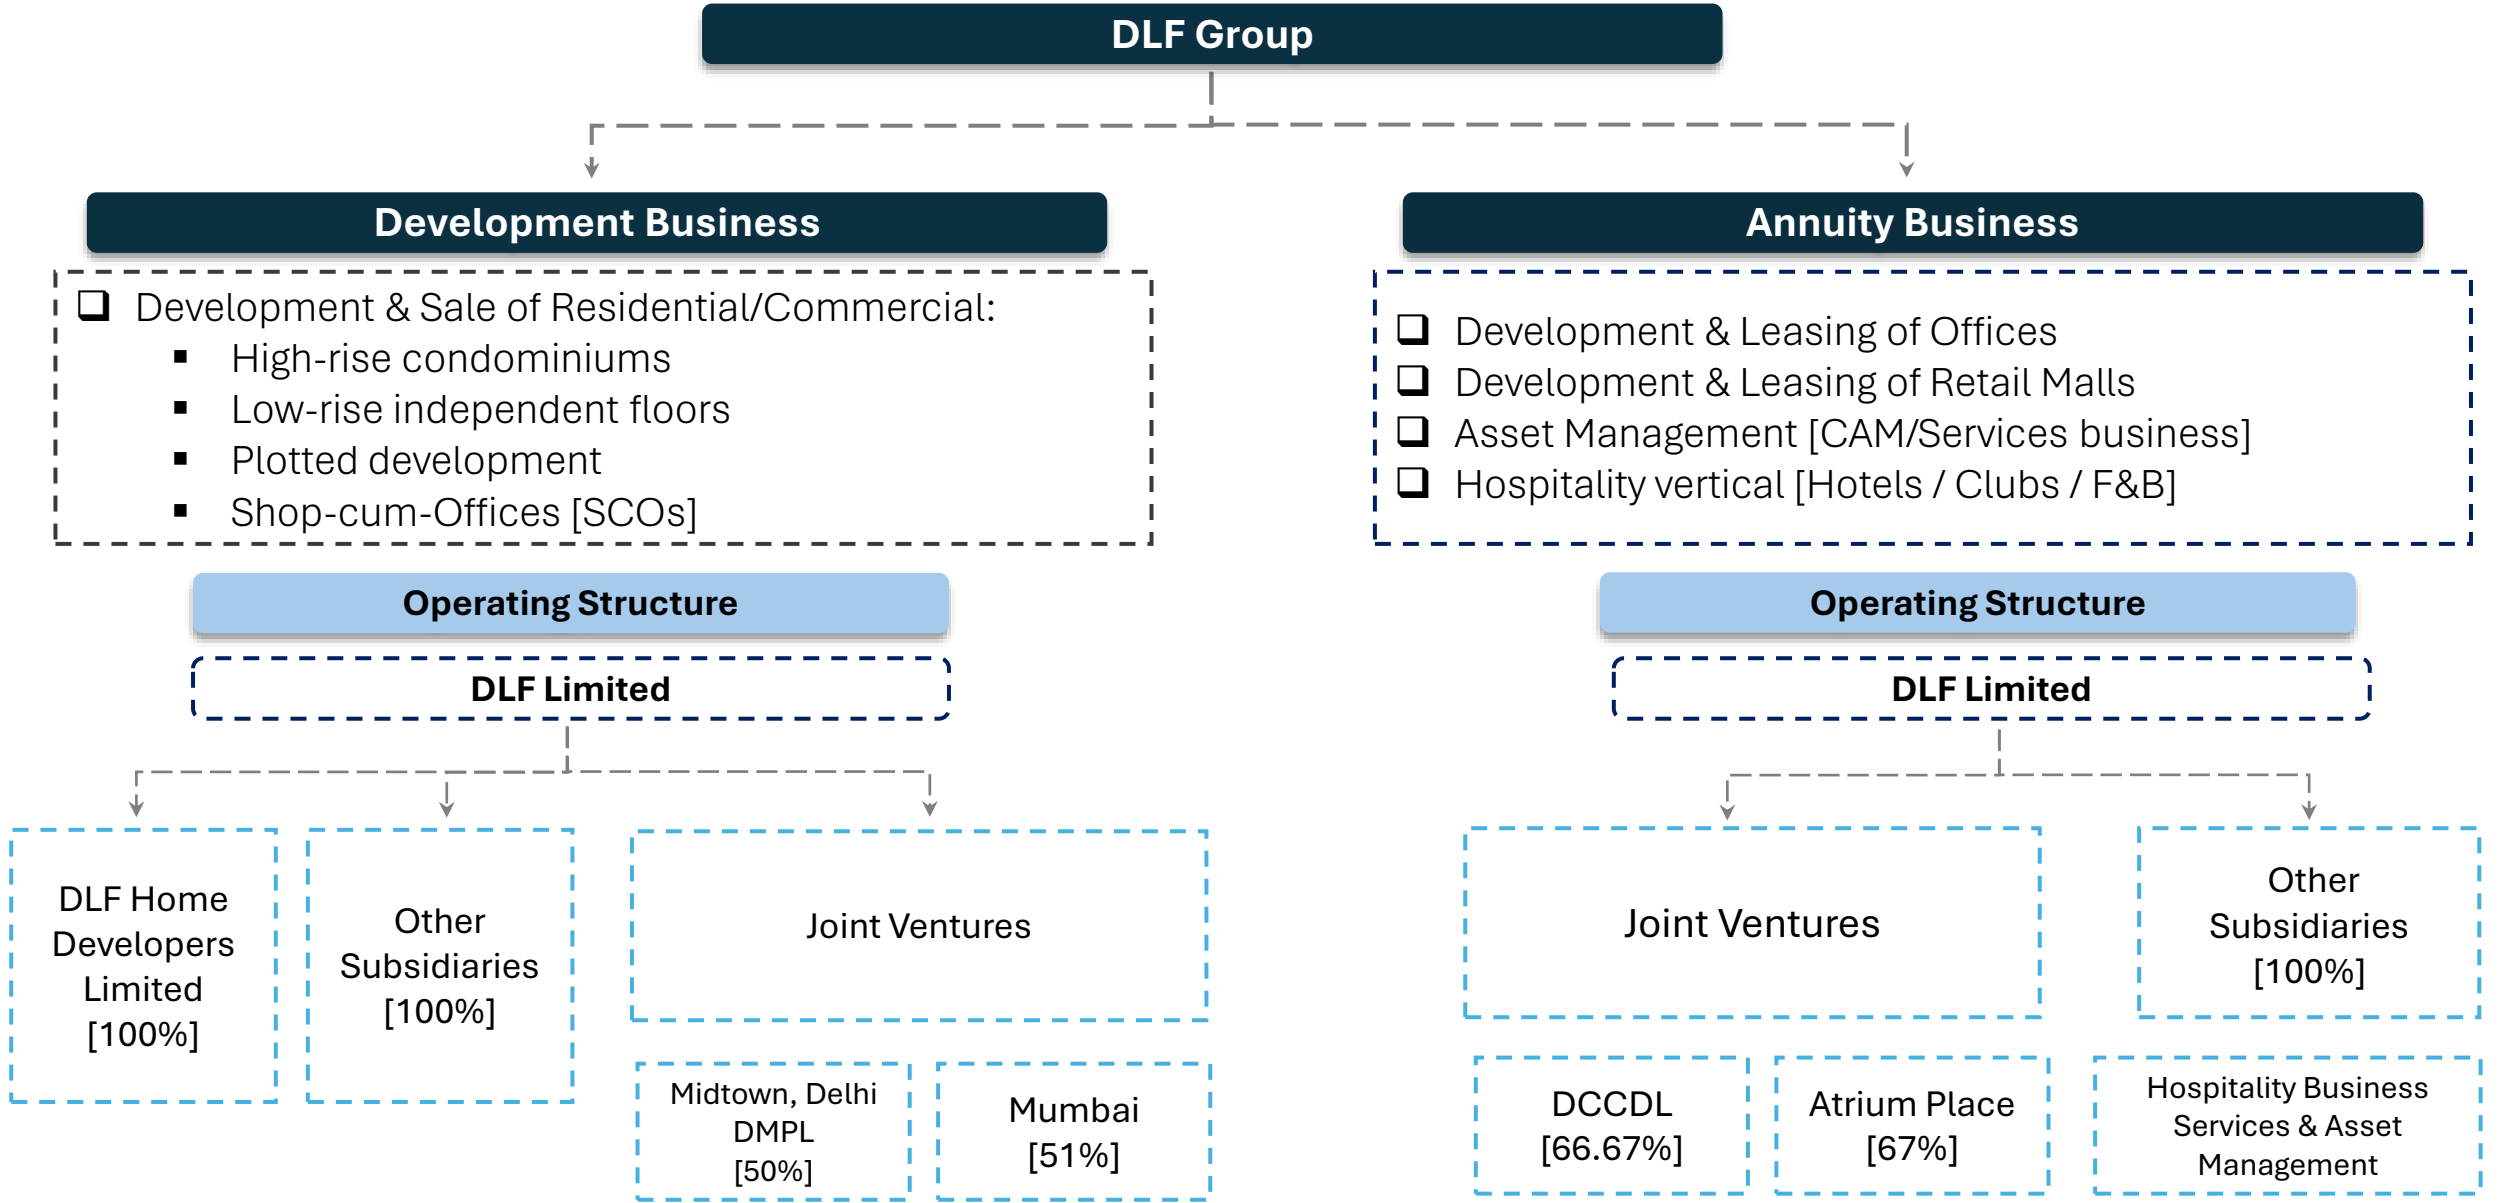 DLF Group
Development Business
❑ Development & Sale of Residential/Commercial:
▪ High-rise condominiums
▪ Low-rise independent floors
▪ Plotted development
▪ Shop-cum-Offices [SCOs]
Operating Structure
DLF Limited
DLF Home
Developers
Limited
[100%]
Other
Subsidiaries
[100%]
Joint Ventures
Midtown, Delhi
DMPL
[50%]
Mumbai
[51%]
Annuity Business
❑ Development & Leasing of Offices
❑ Development & Leasing of Retail Malls
❑ Asset Management [CAM/Services business]
❑ Hospitality vertical [Hotels / Clubs / F&B]
Operating Structure
DLF Limited
Joint Ventures
DCCDL
[66.67%]
Atrium Place
[67%]
Other
Subsidiaries
[100%]
Hospitality Business
Services & Asset
Management